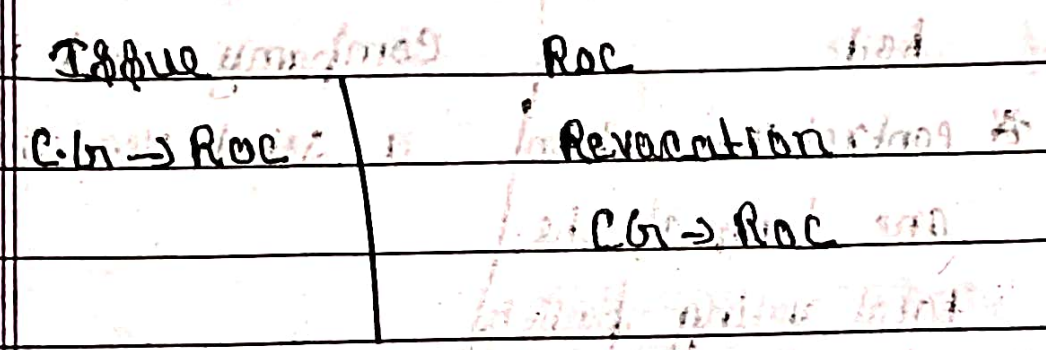 Issue ROC
C.G → ROC Revocation
CG → ROC